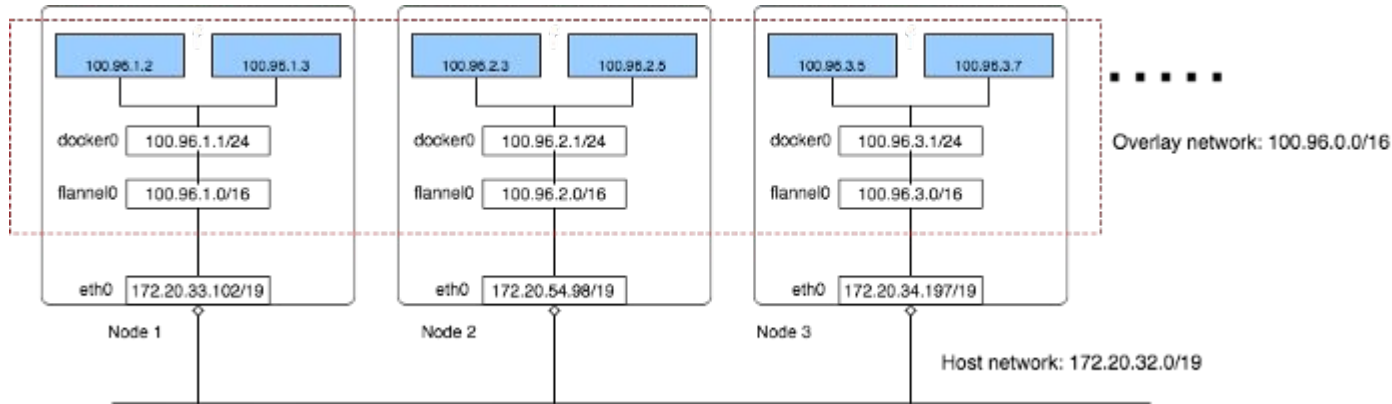 100.96.1.2 100.96.1.3 100.96.2.3 100.96.2.5 100.96.3.5 100.96.3.7
docker0 100.96.1.1/24 docker0 100.96.2.1/24 docker0 100.96.3.1/24
Overlay network: 100.96.0.0/16
flannel0 100.96.1.0/16 flannel0 100.96.2.0/16 flannel0 100.96.3.0/16
eth0 172.20.33.102/19 eth0 172.20.54.98/19 eth0 172.20.34.197/19
Node 1 Node 2 Node 3
Host network: 172.20.32.0/19